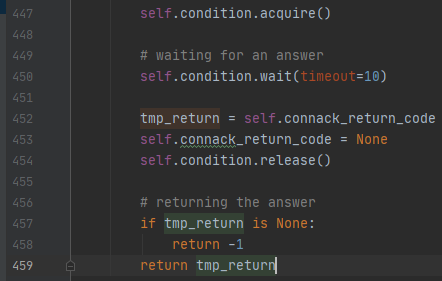 447 self.condition.acquire()
448
449 # waiting for an answer
450 self.condition.wait(timeout=10)
451
452 tmp_return = self.connack_return_code
453 self.connack_return_code = None
454 self.condition.release()
455
456 # returning the answer
457 if tmp_return is None:
458 return -1
459 return tmp_return